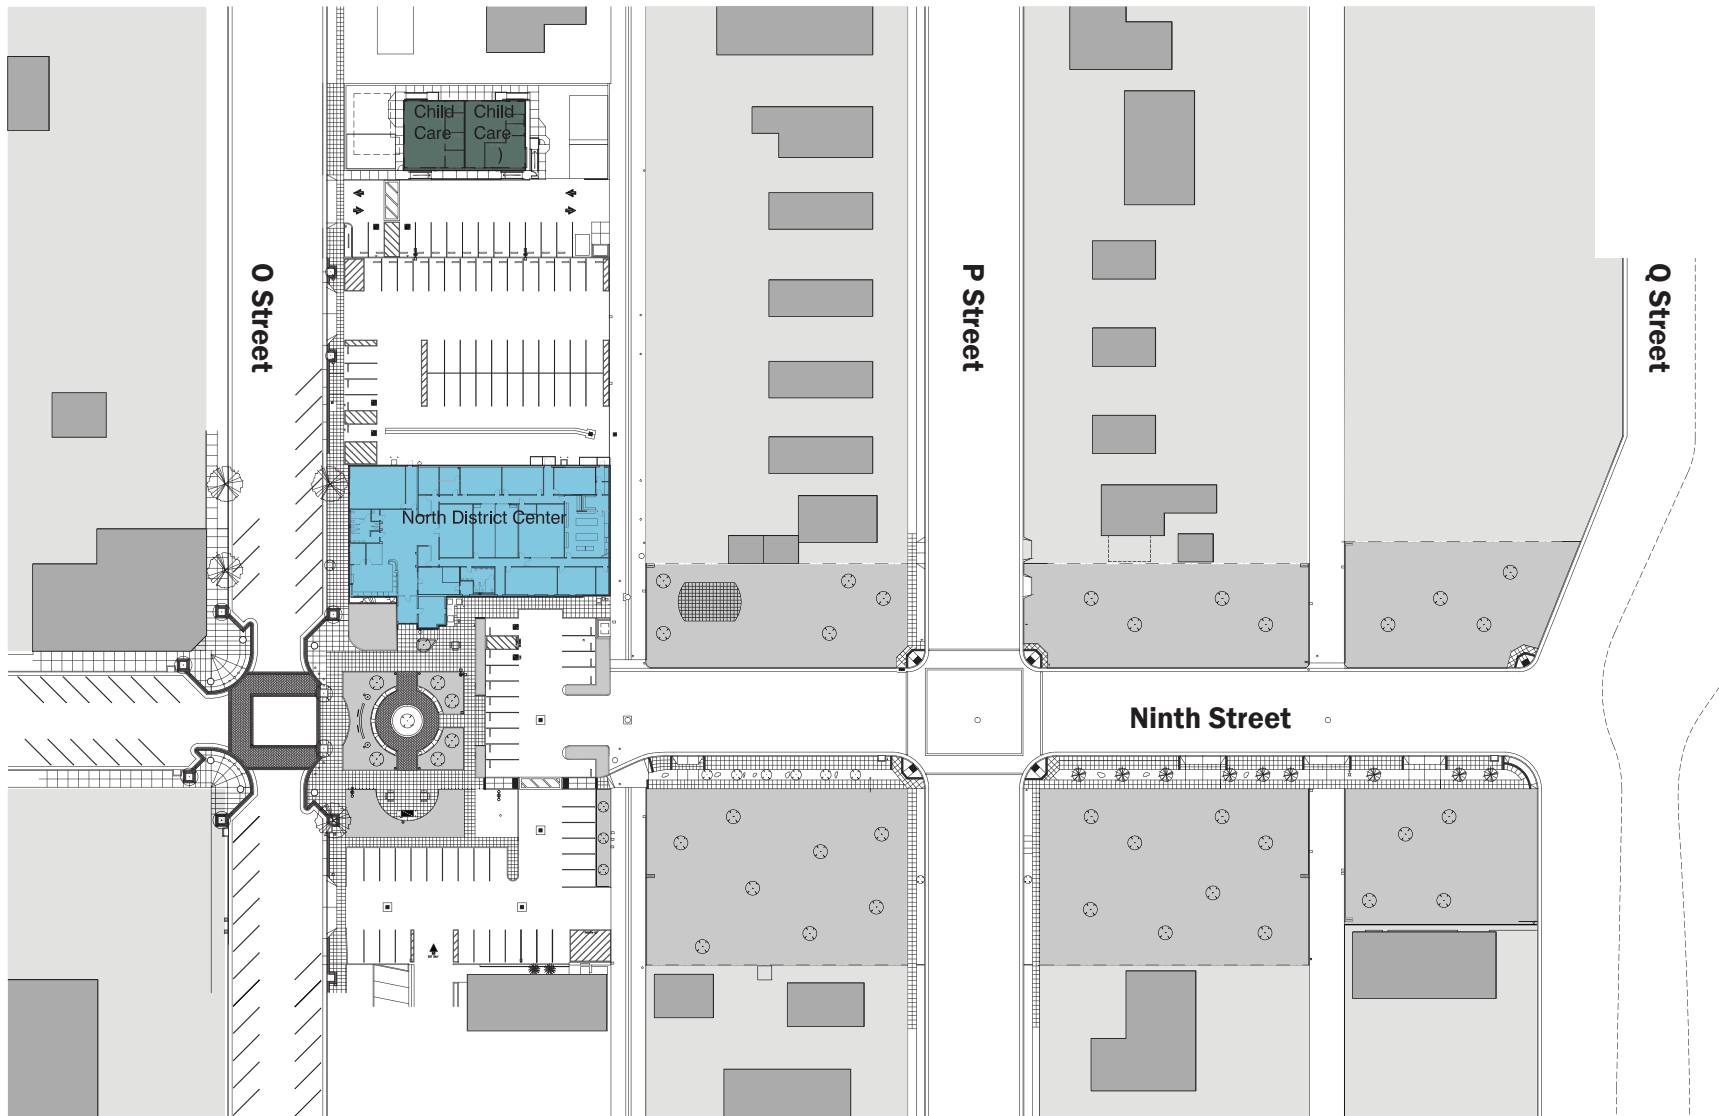 Child Child
Care Care
)
O Street
P Street
Q Street
North District Center
Ninth Street